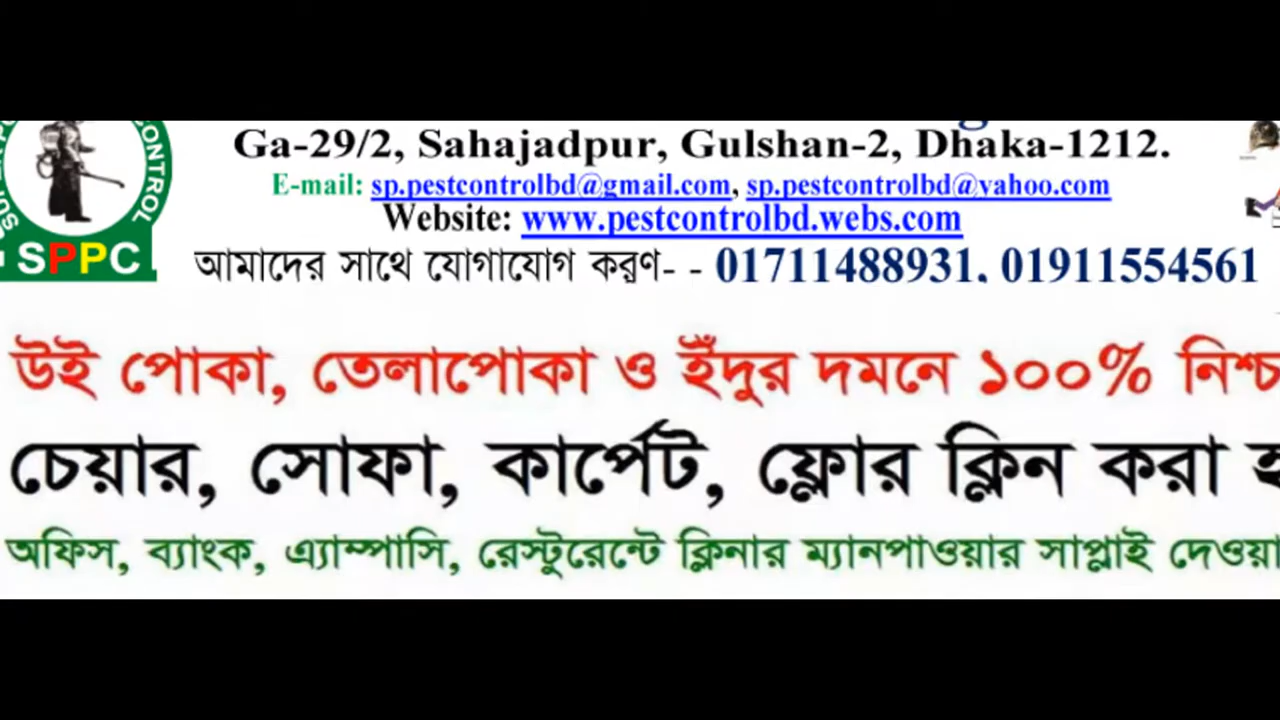 CONTROL
SPPC
Ga-29/2, Sahajadpur, Gulshan-2, Dhaka-1212.
E-mail: sp.pestcontrolbd@gmail.com, sp.pestcontrolbd@yahoo.com
Website: www.pestcontrolbd.webs.com
আমাদের সাথে যোগাযোগ করুণ- - 01711488931, 01911554561
উই পোকা, তেলাপোকা ও ইঁদুর দমনে ১০০%
চেয়ার, সোফা, কার্পেট, ফ্লোর ক্লিন করা
অফিস, ব্যাংক, এ্যাম্পাসি, রেস্টুরেন্টে ক্লিনার ম্যানপাওয়ার সাপ্লাই দেওয়া